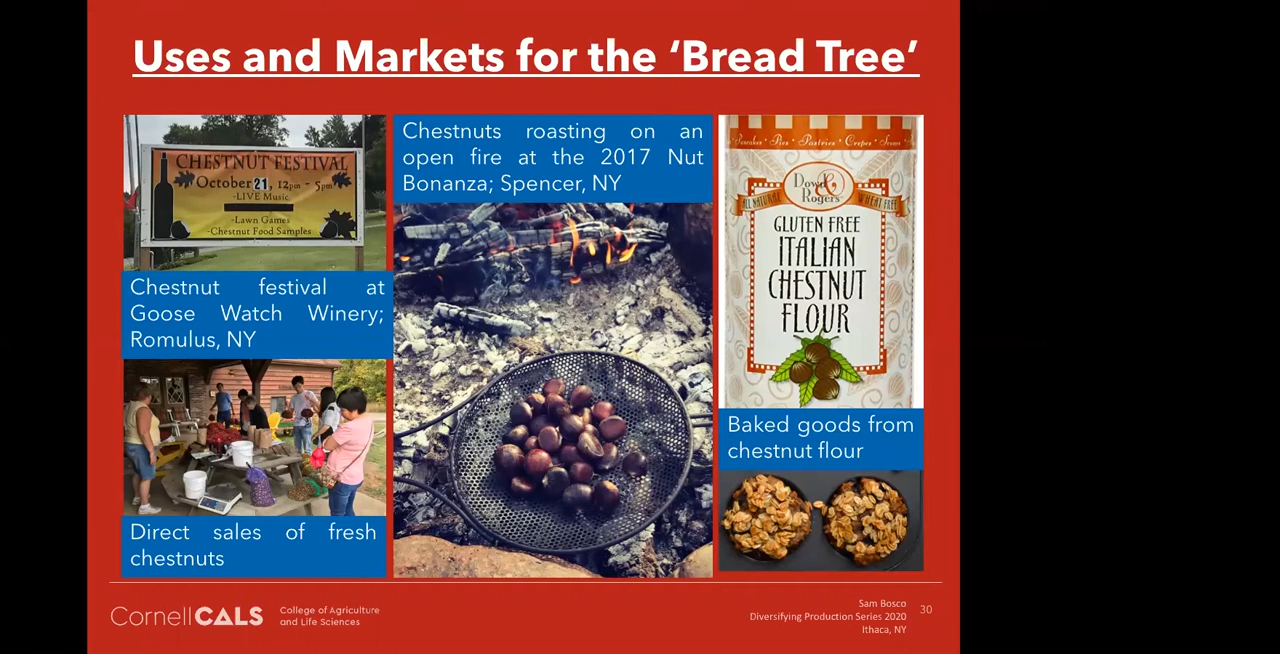 Uses and Markets for the ‘Bread Tree’
CHESTNUT FESTIVAL
October 21, 12pm - 5pm
-LIVE Music
-Lawn Games
-Chestnut Food Samples
Chestnut festival at
Goose Watch Winery;
Romulus, NY
Direct sales of fresh
chestnuts
Chestnuts roasting on an
open fire at the 2017 Nut
Bonanza; Spencer, NY
Pancakes • Pies • Pastries • Crepes • Scones
Dowd & Rogers
ALL NATURAL WHEAT FREE
GLUTEN FREE
ITALIAN
CHESTNUT
FLOUR
Baked goods from
chestnut flour
CornellCALS
College of Agriculture
and Life Sciences
Sam Bosco
Diversifying Production Series 2020
Ithaca, NY
30